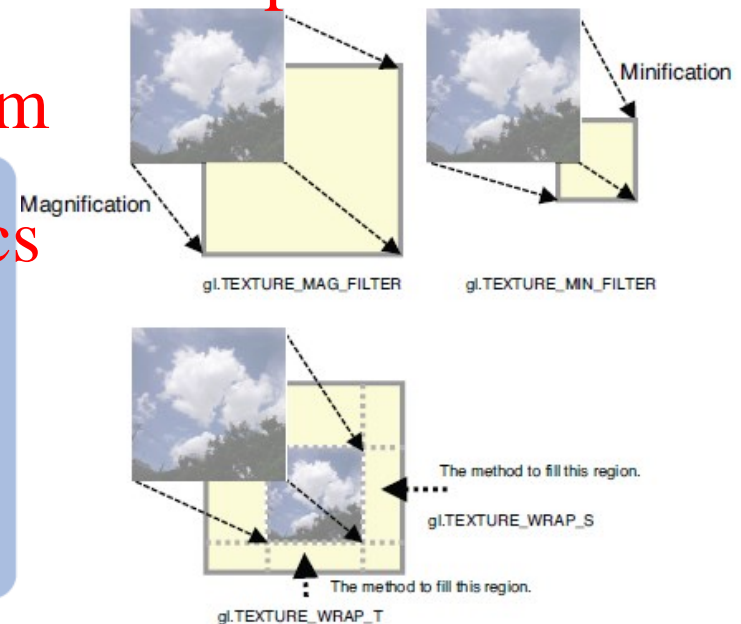 m
cs
Magnification
Minification
gl.TEXTURE_MAG_FILTER
gl.TEXTURE_MIN_FILTER
The method to fill this region.
gl.TEXTURE_WRAP_S
The method to fill this region.
gl.TEXTURE_WRAP_T